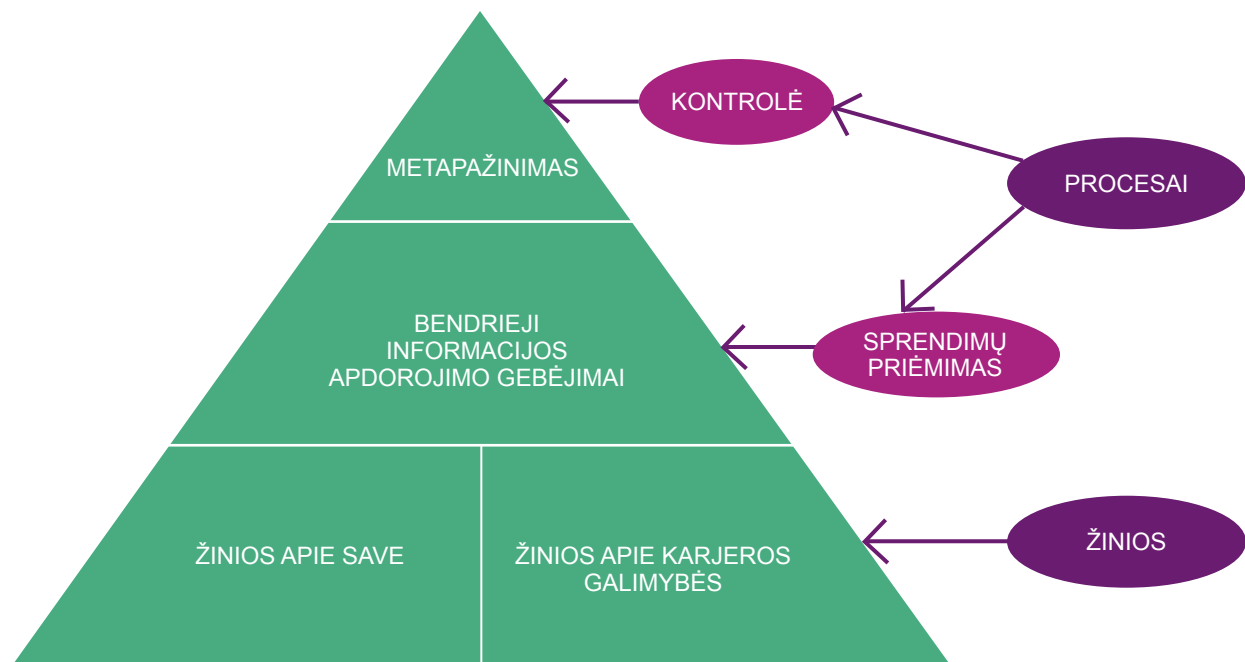 KONTROLĖ
METAPAŽINIMAS
PROCESAI
BENDRIEJI
INFORMACIJOS
APDOROJIMO GEBĖJIMAI
SPRENDIMŲ
PRIĖMIMAS
ŽINIOS APIE SAVE
ŽINIOS APIE KARJEROS
GALIMYBĖS
ŽINIOS